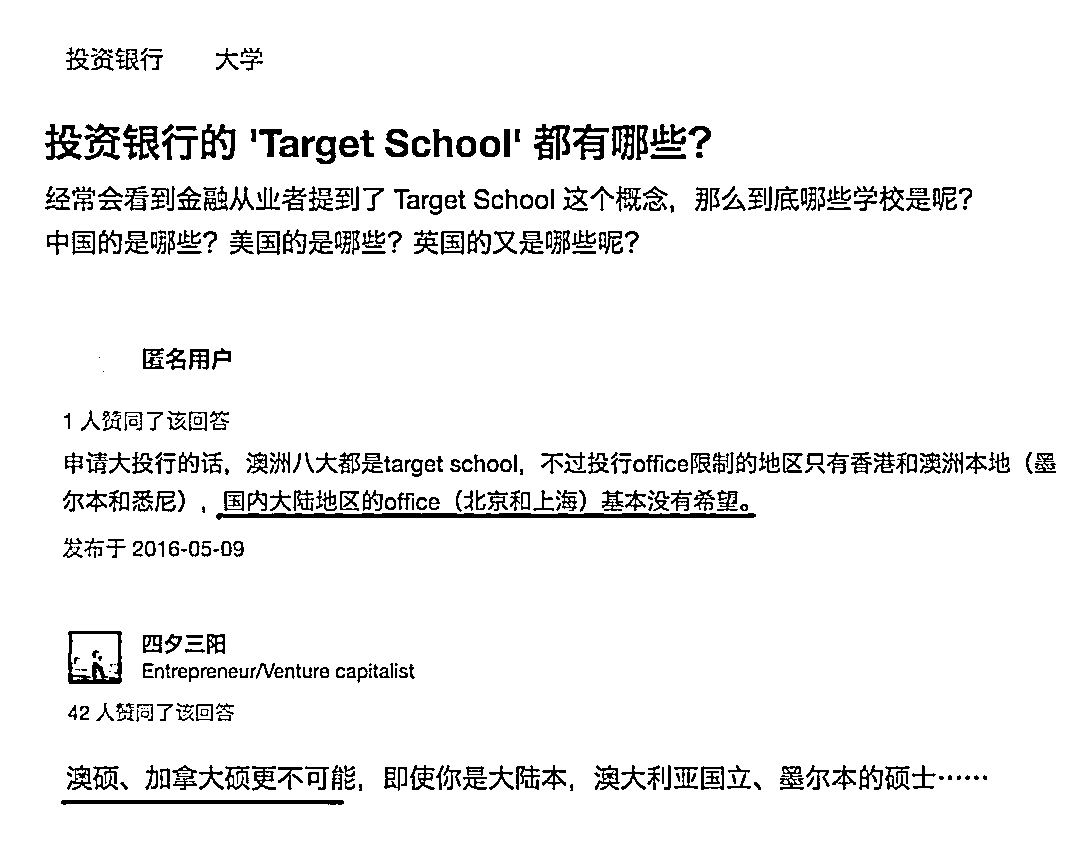 投资银行 大学
投资银行的 'Target School' 都有哪些？
经常会看到金融从业者提到了 Target School 这个概念，那么到底哪些学校是呢？
中国的是哪些？美国的是哪些？英国的又是哪些呢？
匿名用户
1 人赞同了该回答
申请大投行的话，澳洲八大都是target school，不过投行office限制的地区只有香港和澳洲本地（墨
尔本和悉尼），国内大陆地区的office（北京和上海）基本没有希望。
发布于 2016-05-09
四夕三阳
Entrepreneur/Venture capitalist
42 人赞同了该回答
澳硕、加拿大硕更不可能，即使你是大陆本，澳大利亚国立、墨尔本的硕士······